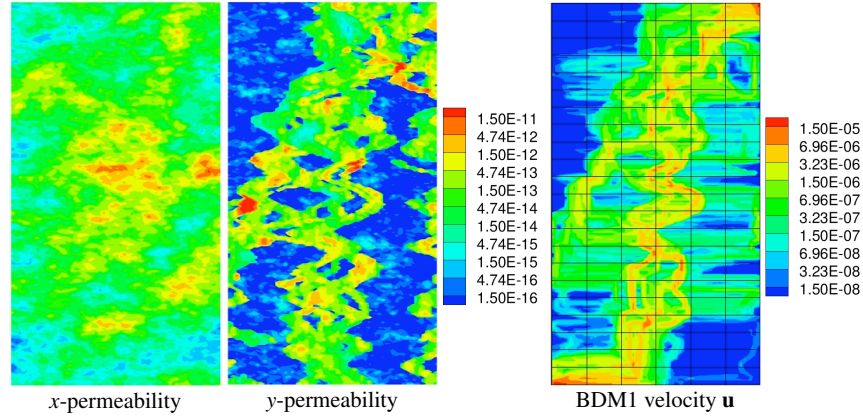 1.50E-11
4.74E-12
1.50E-12
4.74E-13
1.50E-13
4.74E-14
1.50E-14
4.74E-15
1.50E-15
4.74E-16
1.50E-16
1.50E-05
6.96E-06
3.23E-06
1.50E-06
6.96E-07
3.23E-07
1.50E-07
6.96E-08
3.23E-08
1.50E-08
x-permeability
y-permeability
BDM1 velocity u